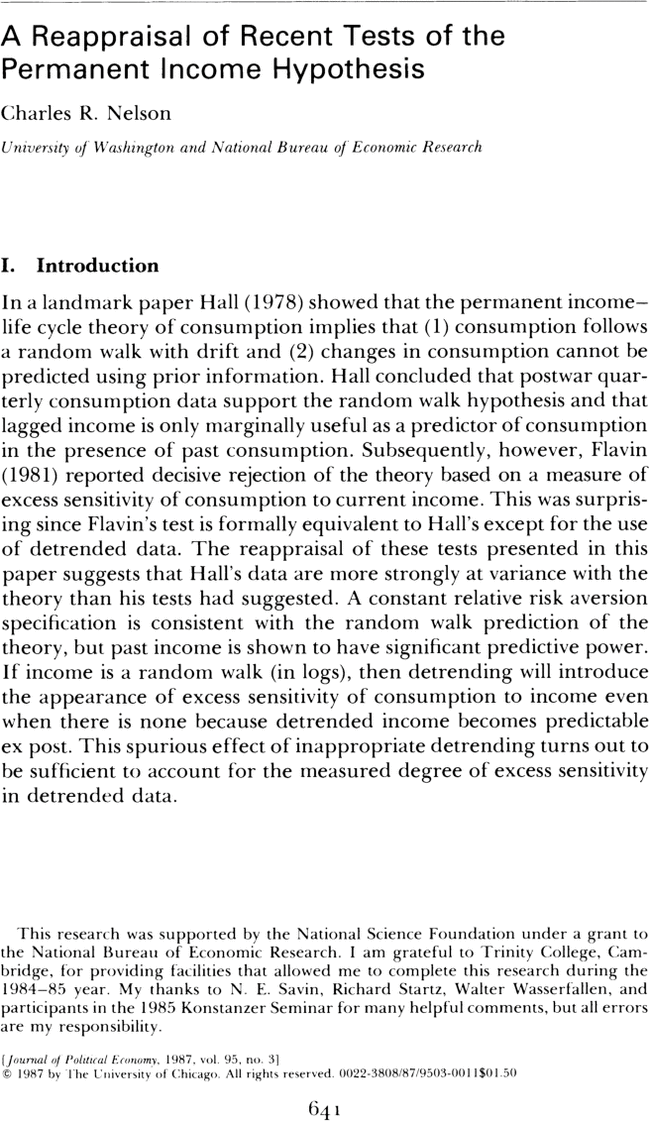 A Reappraisal of Recent Tests of the
Permanent Income Hypothesis
Charles R. Nelson
University of Washington and National Bureau of Economic Research
I. Introduction
In a landmark paper Hall (1978) showed that the permanent income–
life cycle theory of consumption implies that (1) consumption follows
a random walk with drift and (2) changes in consumption cannot be
predicted using prior information. Hall concluded that postwar quar-
terly consumption data support the random walk hypothesis and that
lagged income is only marginally useful as a predictor of consumption
in the presence of past consumption. Subsequently, however, Flavin
(1981) reported decisive rejection of the theory based on a measure of
excess sensitivity of consumption to current income. This was surpris-
ing since Flavin's test is formally equivalent to Hall's except for the use
of detrended data. The reappraisal of these tests presented in this
paper suggests that Hall's data are more strongly at variance with the
theory than his tests had suggested. A constant relative risk aversion
specification is consistent with the random walk prediction of the
theory, but past income is shown to have significant predictive power.
If income is a random walk (in logs), then detrending will introduce
the appearance of excess sensitivity of consumption to income even
when there is none because detrended income becomes predictable
ex post. This spurious effect of inappropriate detrending turns out to
be sufficient to account for the measured degree of excess sensitivity
in detrended data.
This research was supported by the National Science Foundation under a grant to
the National Bureau of Economic Research. I am grateful to Trinity College, Cam-
bridge, for providing facilities that allowed me to complete this research during the
1984–85 year. My thanks to N. E. Savin, Richard Startz, Walter Wasserfallen, and
participants in the 1985 Konstanzer Seminar for many helpful comments, but all errors
are my responsibility.
[Journal of Political Economy, 1987, vol. 95, no. 3]
© 1987 by The University of Chicago. All rights reserved. 0022-3808/87/9503-0011$01.50
641